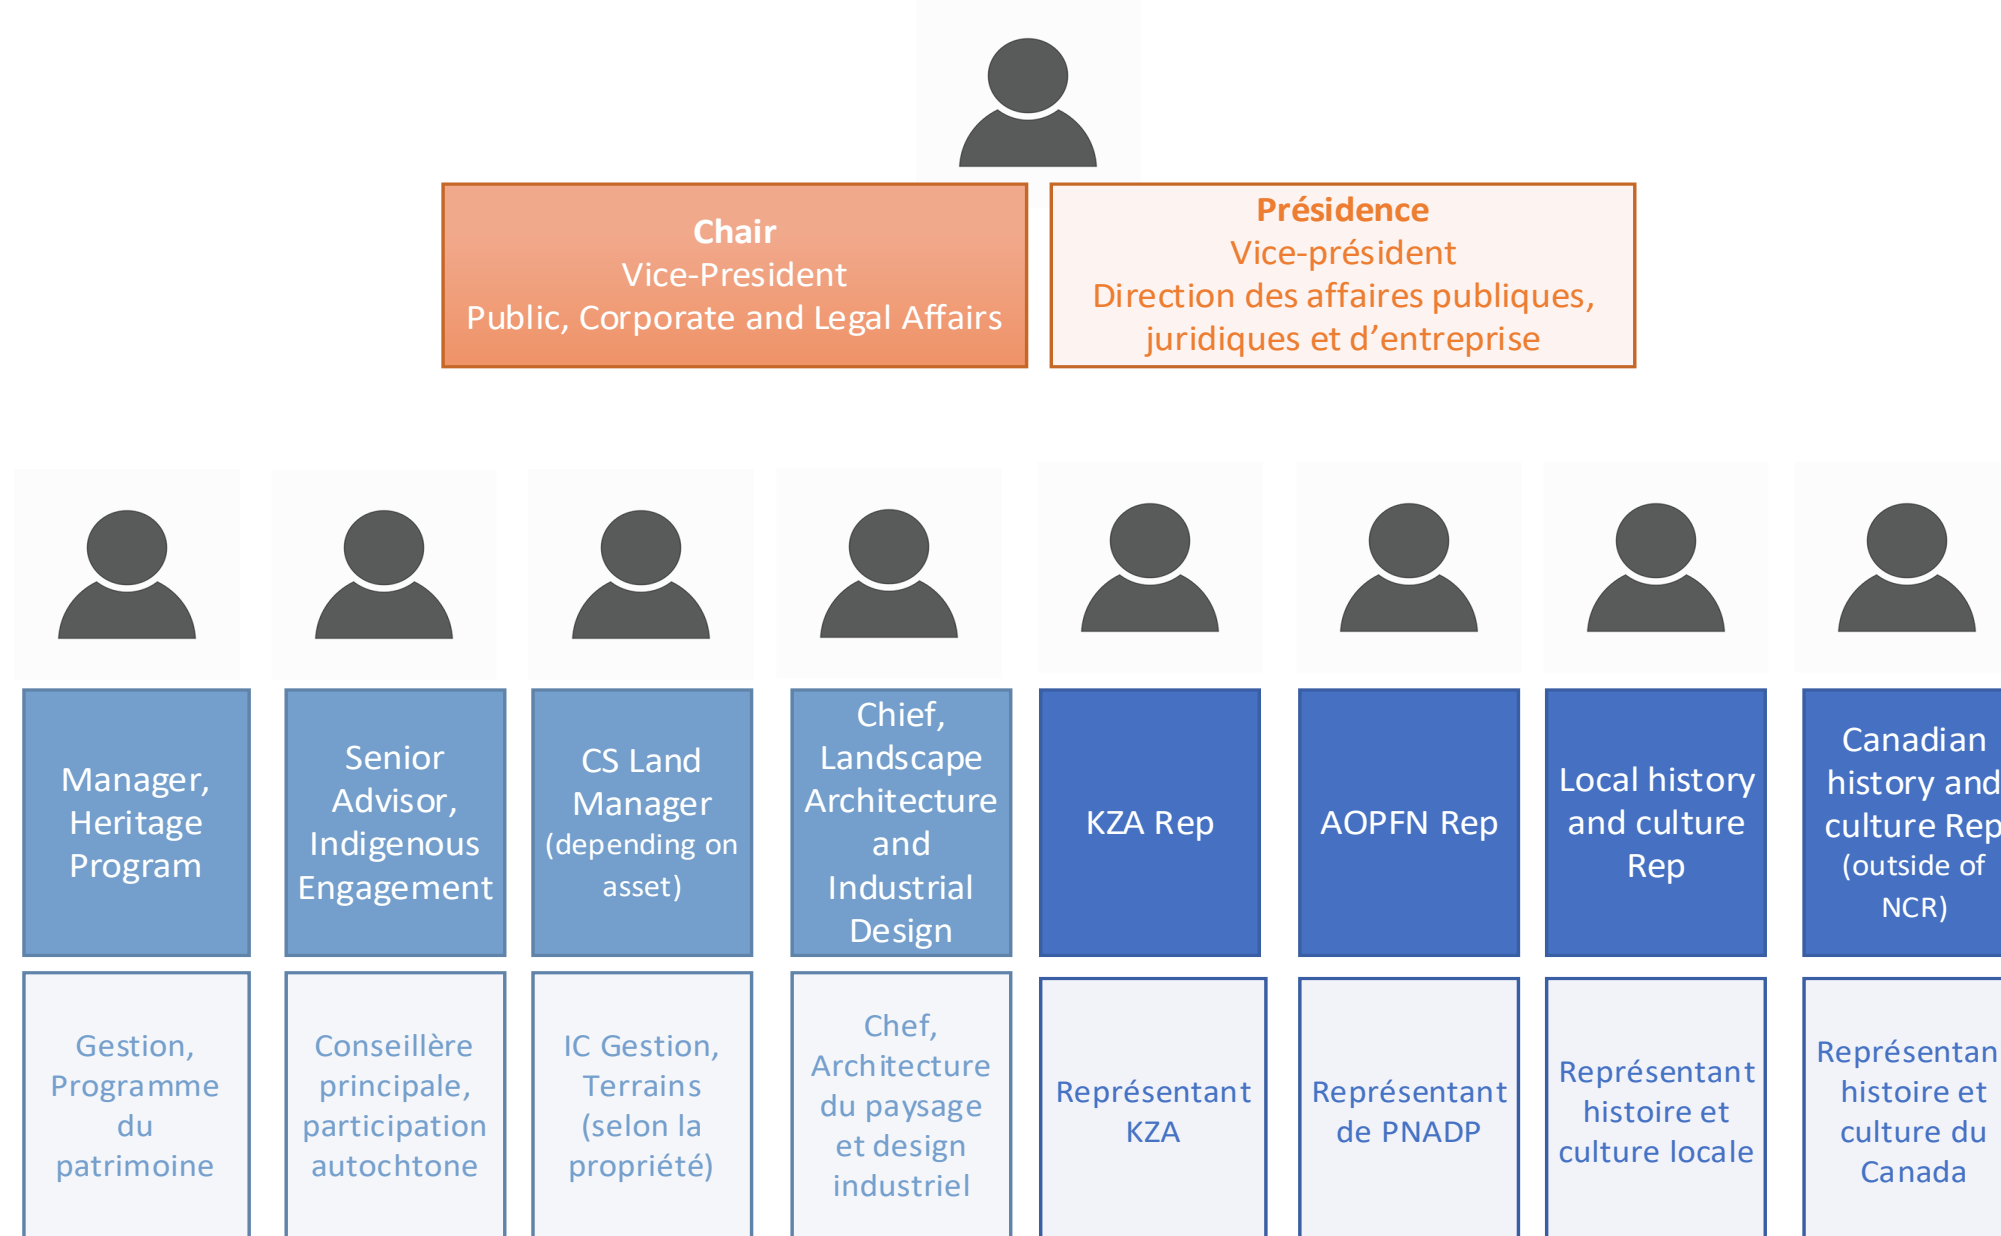 Chair
Vice-President
Public, Corporate and Legal Affairs
Présidence
Vice-président
Direction des affaires publiques,
juridiques et d’entreprise
Manager,
Heritage
Program
Senior
Advisor,
Indigenous
Engagement
CS Land
Manager
(depending on
asset)
Chief,
Landscape
Architecture
and
Industrial
Design
KZA Rep
AOPFN Rep
Local history
and culture
Rep
Canadian
history and
culture Rep
(outside of
NCR)
Gestion,
Programme
du
patrimoine
Conseillère
principale,
participation
autochtone
IC Gestion,
Terrains
(selon la
propriété)
Chef,
Architecture
du paysage
et design
industriel
Représentant
KZA
Représentant
de PNADP
Représentant
histoire et
culture locale
Représentan
histoire et
culture du
Canada